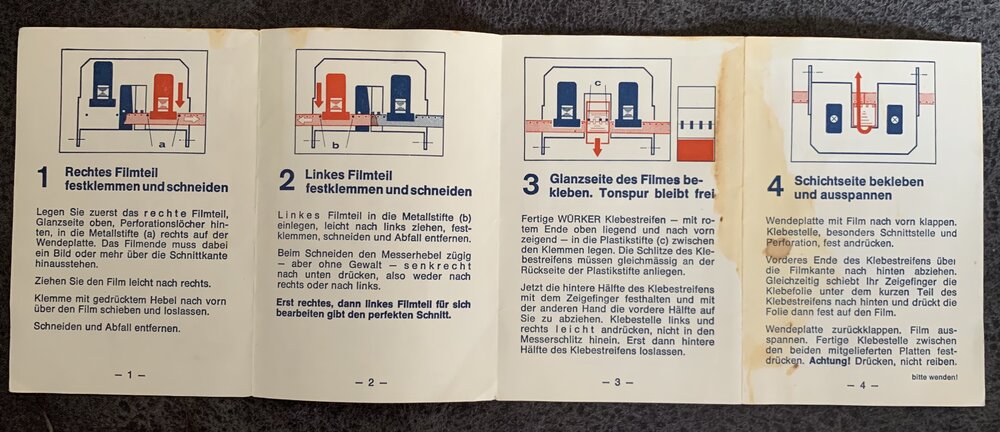 a
1 Rechtes Filmteil
festklemmen und schneiden
Legen Sie zuerst das rechte Filmteil,
Glanzseite oben, Perforationslöcher hin-
ten, in die Metallstifte (a) rechts auf der
Wendeplatte. Das Filmende muss dabei
ein Bild oder mehr über die Schnittkante
hinausstehen.
Ziehen Sie den Film leicht nach rechts.
Klemme mit gedrücktem Hebel nach vorn
über den Film schieben und loslassen.
Schneiden und Abfall entfernen.
— 1 —
b
2 Linkes Filmteil
festklemmen und schneiden
Linkes Filmteil in die Metallstifte (b)
einlegen, leicht nach links ziehen, fest-
klemmen, schneiden und Abfall entfernen.
Beim Schneiden den Messerhebel zügig
— aber ohne Gewalt — senkrecht
nach unten drücken, also weder nach
rechts oder nach links.
Erst rechtes, dann linkes Filmteil für sich
bearbeiten gibt den perfekten Schnitt.
— 2 —
c
3 Glanzseite des Filmes be-
kleben. Tonspur bleibt frei
Fertige WÜRKER Klebestreifen — mit ro-
tem Ende oben liegend und nach vorn
zeigend — in die Plastikstifte (c) zwischen
den Klemmen legen. Die Schlitze des Kle-
bestreifens müssen gleichmässig an der
Rückseite der Plastikstifte anliegen.
Jetzt die hintere Hälfte des Klebestreifens
mit dem Zeigefinger festhalten und mit
der anderen Hand die vordere Hälfte auf
Sie zu abziehen. Klebestelle links und
rechts leicht andrücken, nicht in den
Messerschlitz hinein. Erst dann hintere
Hälfte des Klebestreifens loslassen.
— 3 —
4 Schichtseite bekleben
und ausspannen
Wendeplatte mit Film nach vorn klappen.
Klebestelle, besonders Schnittstelle und
Perforation, fest andrücken.
Vorderes Ende des Klebestreifens über
die Filmkante nach hinten abziehen.
Gleichzeitig schiebt Ihr Zeigefinger die
Klebefolie unter dem kurzen Teil des
Klebestreifens nach hinten und drückt die
Folie dann fest auf den Film.
Wendeplatte zurückklappen. Film aus-
spannen. Fertige Klebestelle zwischen
den beiden mitgelieferten Platten fest-
drücken. Achtung! Drücken, nicht reiben.
bitte wenden!
— 4 —